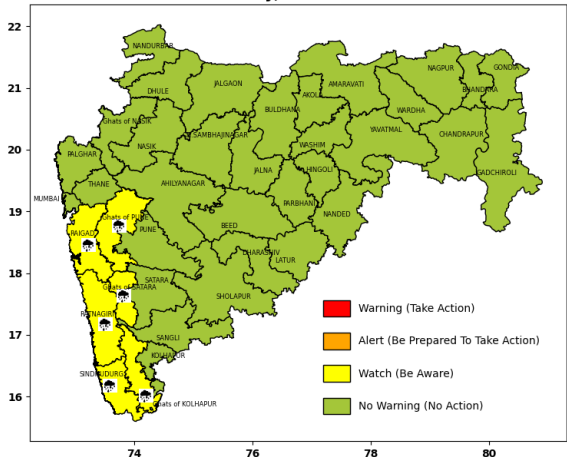 22
21
20
19
18
17
16
74
76
78
80
NANDURBAR
DHULE
JALGAON
BULDHANA
AKOLA
AMARAVATI
NAGPUR
GONDIA
BHANDARA
WARDHA
Ghats of NASIK
NASIK
C.SAMBHAJINAGAR
WASHIM
YAVATMAL
CHANDRAPUR
GADCHIROLI
PALGHAR
THANE
AHILYANAGAR
JALNA
HINGOLI
PARBHANI
NANDED
MUMBAI
RAIGAD
Ghats of PUNE
PUNE
BEED
DHARASHIV
LATUR
SATARA
Ghats of SATARA
SHOLAPUR
RATNAGIRI
SANGLI
KOLHAPUR
SINDHUDURG
Ghats of KOLHAPUR
Warning (Take Action)
Alert (Be Prepared To Take Action)
Watch (Be Aware)
No Warning (No Action)